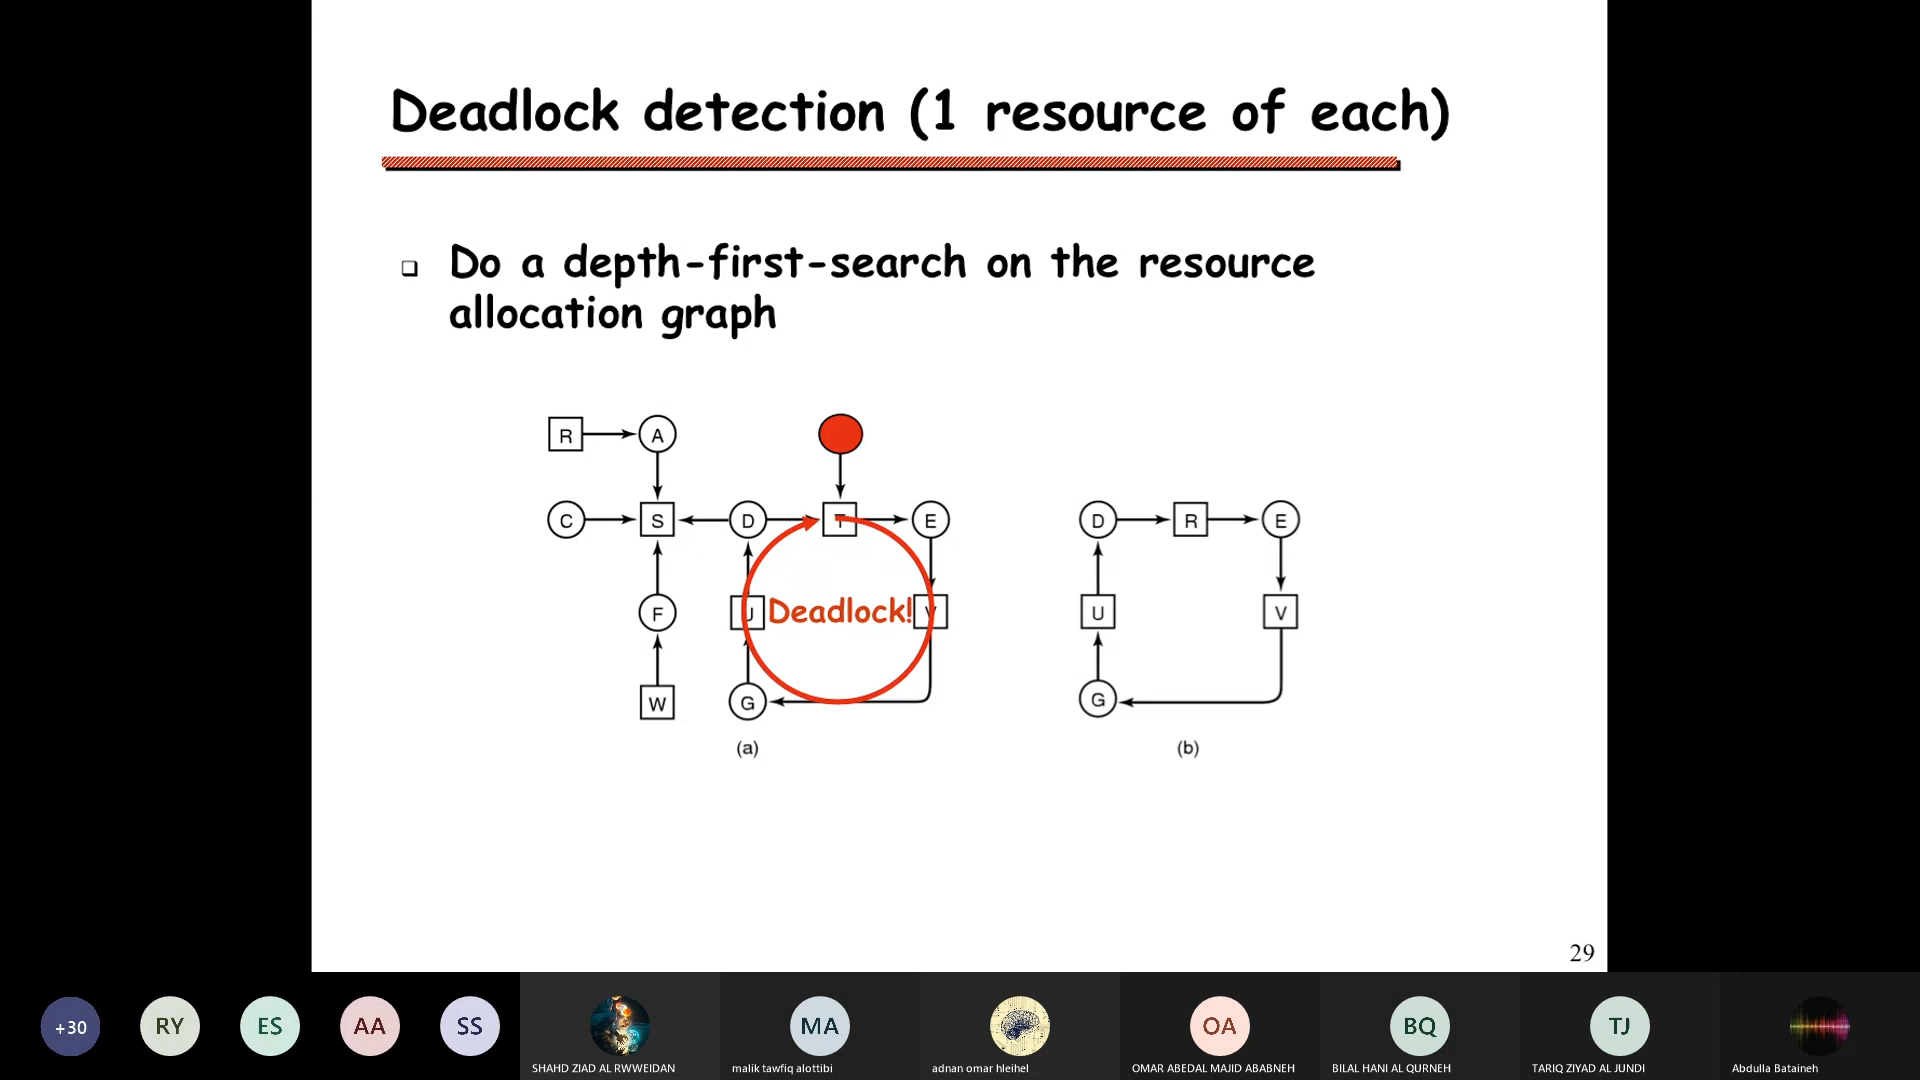 Deadlock detection (1 resource of each)
Do a depth-first-search on the resource
allocation graph
R A
C S D T E D R E
F U Deadlock! V U V
W G G
(a) (b)
29
+30 RY ES AA SS MA OA BQ TJ
SHAHD ZIAD AL RWWEIDAN malik tawfiq alottibi adnan omar hleihel OMAR ABEDAL MAJID ABABNEH BILAL HANI AL QURNEH TARIQ ZIYAD AL JUNDI Abdulla Bataineh